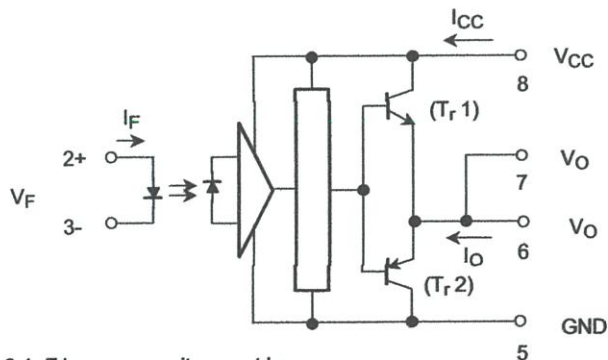 ICC
VCC
8
(Tr 1)
IF
2+
VO
7
VF
3-
VO
6
IO
(Tr 2)
GND
5